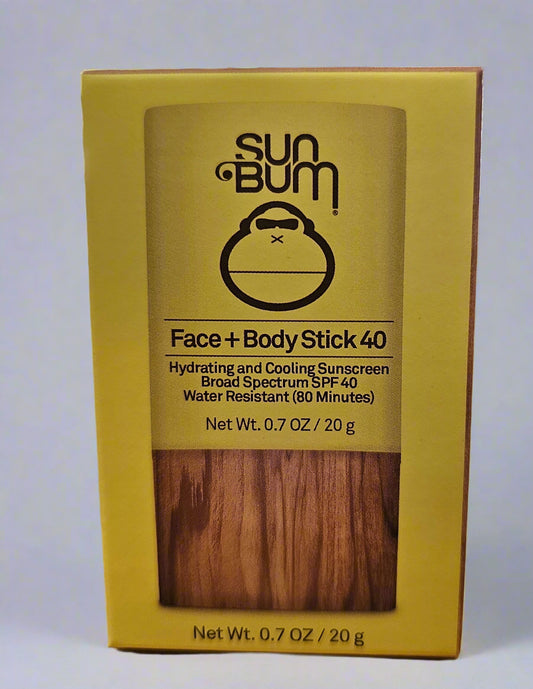 SUN
BUM®
Face + Body Stick 40
Hydrating and Cooling Sunscreen
Broad Spectrum SPF 40
Water Resistant (80 Minutes)
Net Wt. 0.7 OZ / 20 g
Net Wt. 0.7 OZ / 20 g